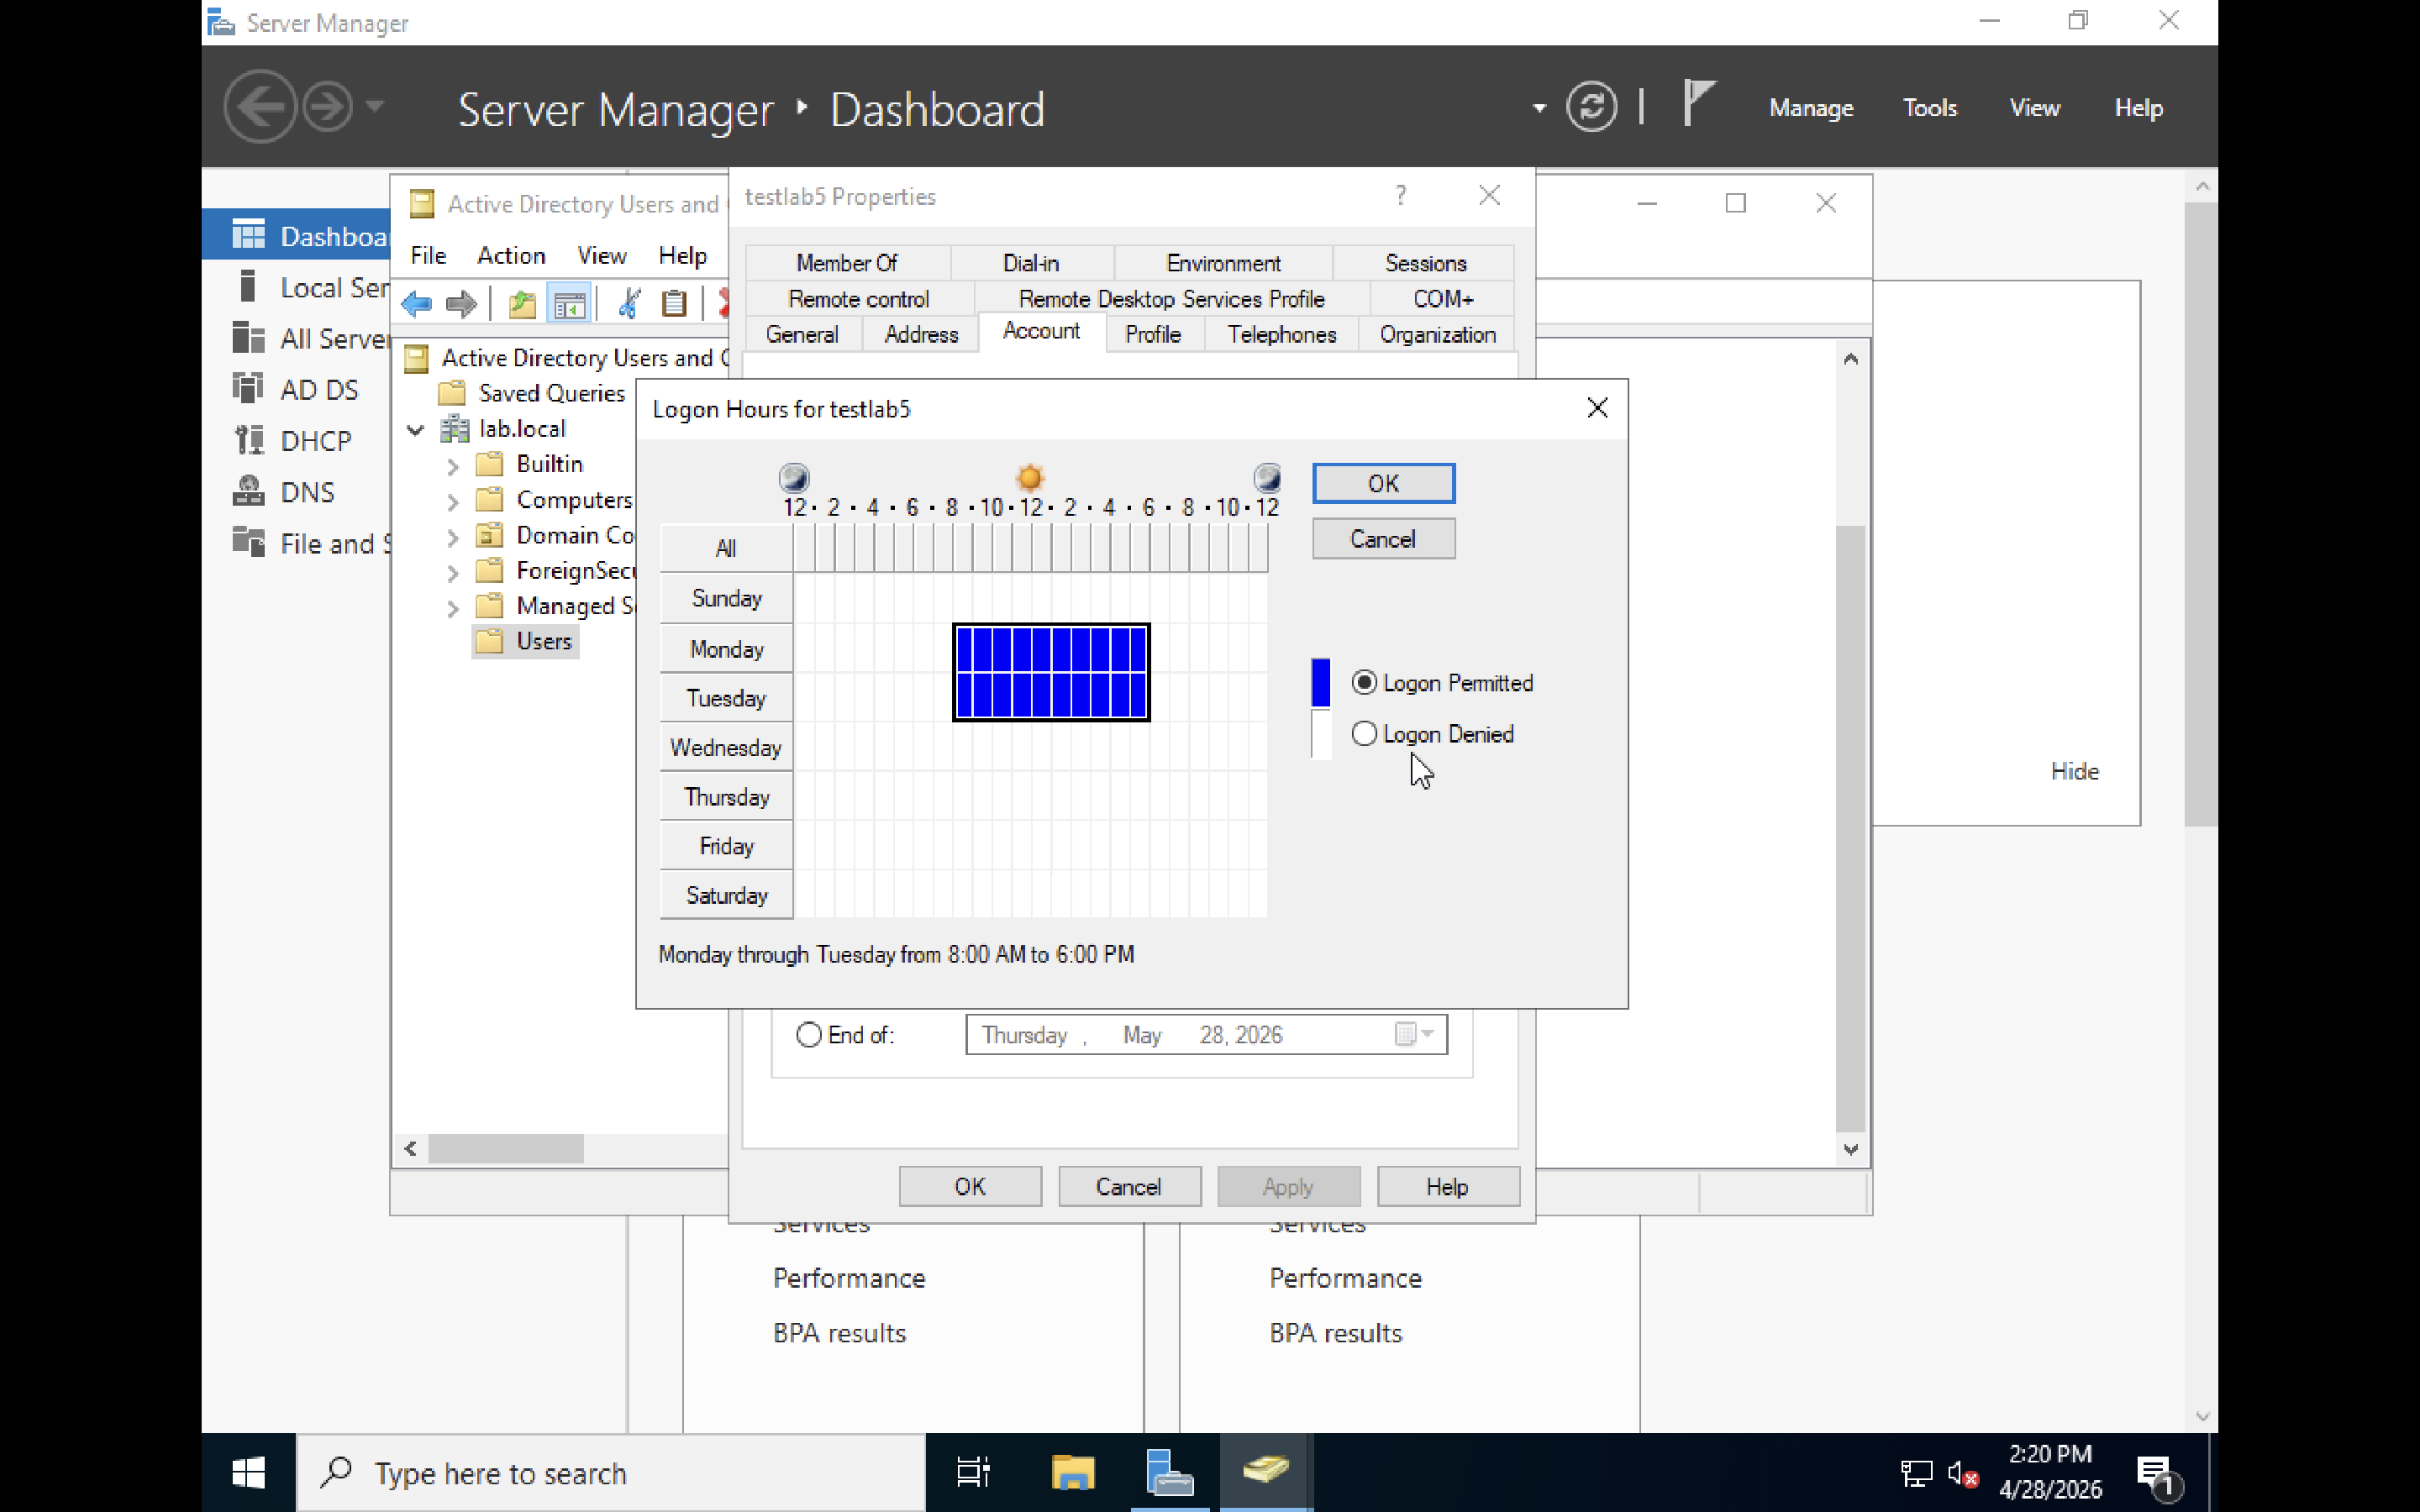 Server Manager
Server Manager ‣ Dashboard
Manage Tools View Help
Dashboa
Local Ser
All Server
AD DS
DHCP
DNS
File and S
Active Directory Users and C
File Action View Help
Active Directory Users and C
Saved Queries
lab.local
Builtin
Computers
Domain Co
ForeignSecu
Managed Se
Users
testlab5 Properties
?
Member Of Dial-in Environment Sessions
Remote control Remote Desktop Services Profile COM+
General Address Account Profile Telephones Organization
Logon Hours for testlab5
12 · 2 · 4 · 6 · 8 · 10 · 12 · 2 · 4 · 6 · 8 · 10 · 12
All
Sunday
Monday
Tuesday
Wednesday
Thursday
Friday
Saturday
OK
Cancel
Logon Permitted
Logon Denied
Monday through Tuesday from 8:00 AM to 6:00 PM
End of: Thursday , May 28, 2026
OK Cancel Apply Help
Hide
Services Services
Performance Performance
BPA results BPA results
Type here to search
2:20 PM
4/28/2026
1